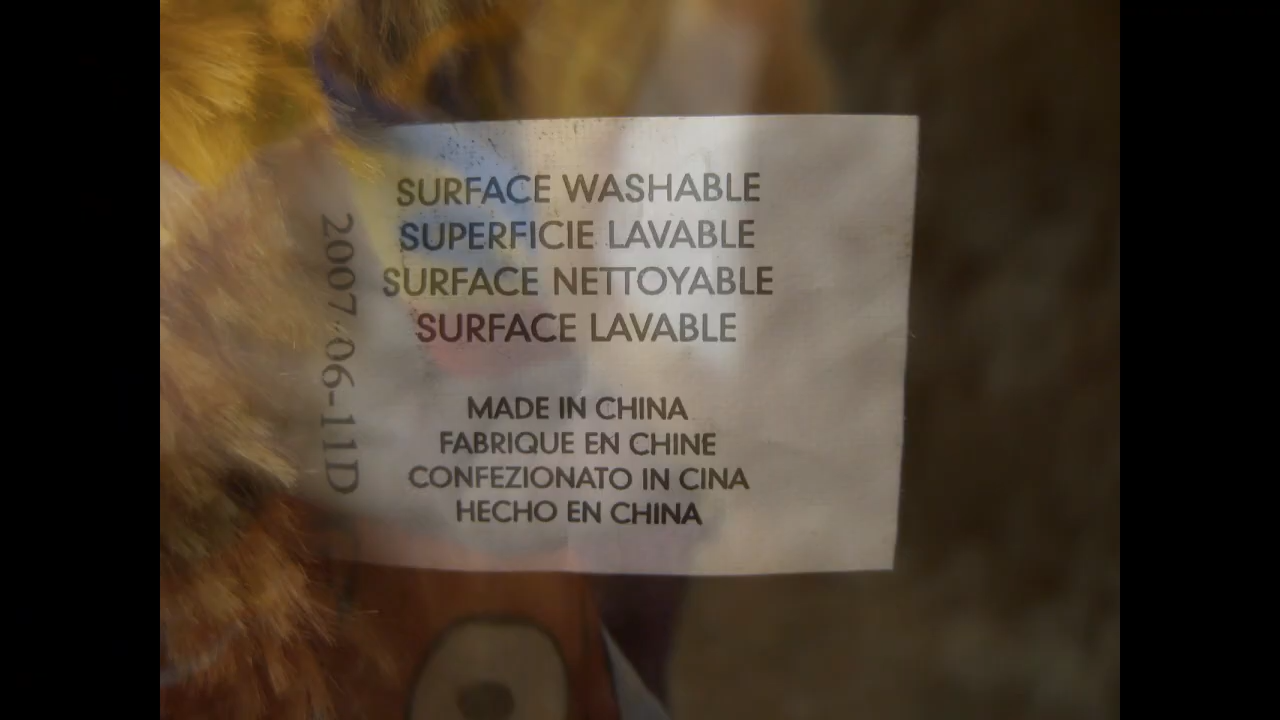 SURFACE WASHABLE
SUPERFICIE LAVABLE
SURFACE NETTOYABLE
SURFACE LAVABLE
MADE IN CHINA
FABRIQUE EN CHINE
CONFEZIONATO IN CINA
HECHO EN CHINA
2007-06-11D